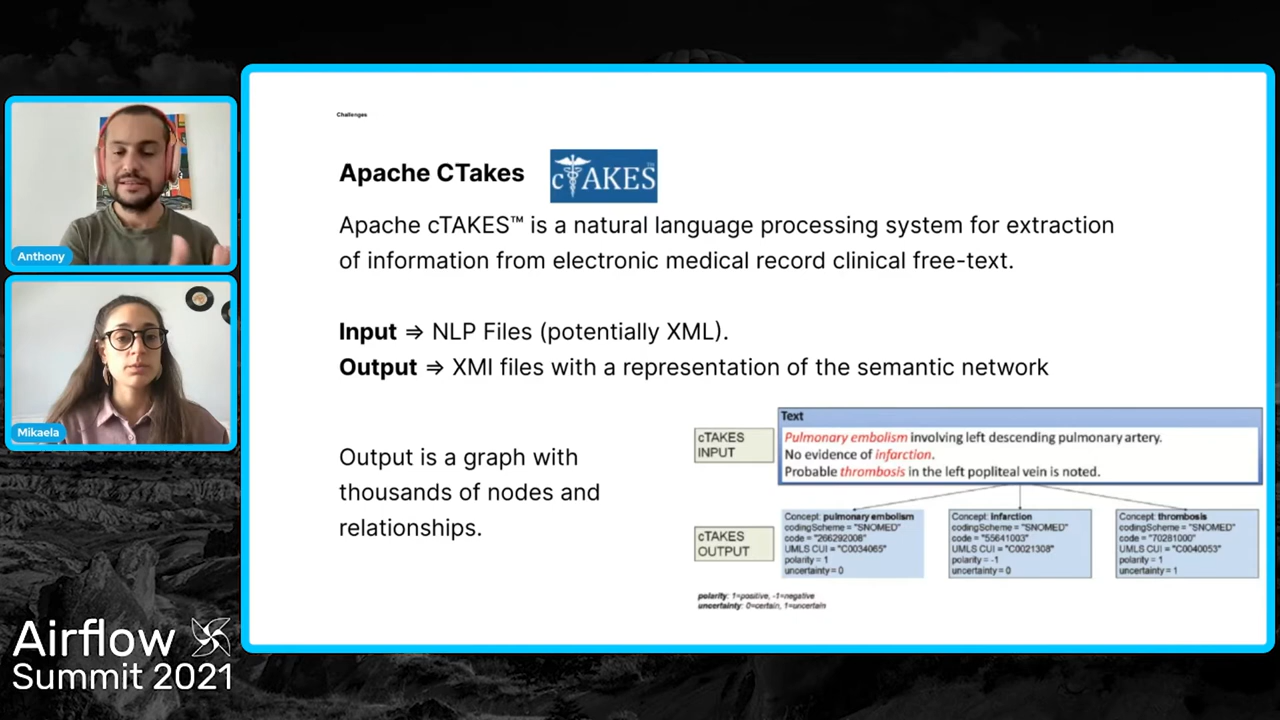 Challenges
Apache CTakes
cTAKES
Apache cTAKES™ is a natural language processing system for extraction
of information from electronic medical record clinical free-text.
Input ⇒ NLP Files (potentially XML).
Output ⇒ XMI files with a representation of the semantic network
Output is a graph with
thousands of nodes and
relationships.
cTAKES
INPUT
Text
Pulmonary embolism involving left descending pulmonary artery.
No evidence of infarction.
Probable thrombosis in the left popliteal vein is noted.
cTAKES
OUTPUT
Concept: pulmonary embolism
codingScheme = "SNOMED"
code = "266292008"
UMLS CUI = "C0034065"
polarity = 1
uncertainty = 0
Concept: infarction
codingScheme = "SNOMED"
code = "55641003"
UMLS CUI = "C0021308"
polarity = -1
uncertainty = 0
Concept: thrombosis
codingScheme = "SNOMED"
code = "70281000"
UMLS CUI = "C0040053"
polarity = 1
uncertainty = 1
polarity: 1=positive, -1=negative
uncertainty: 0=certain, 1=uncertain
Anthony
Mikaela
Airflow
Summit 2021